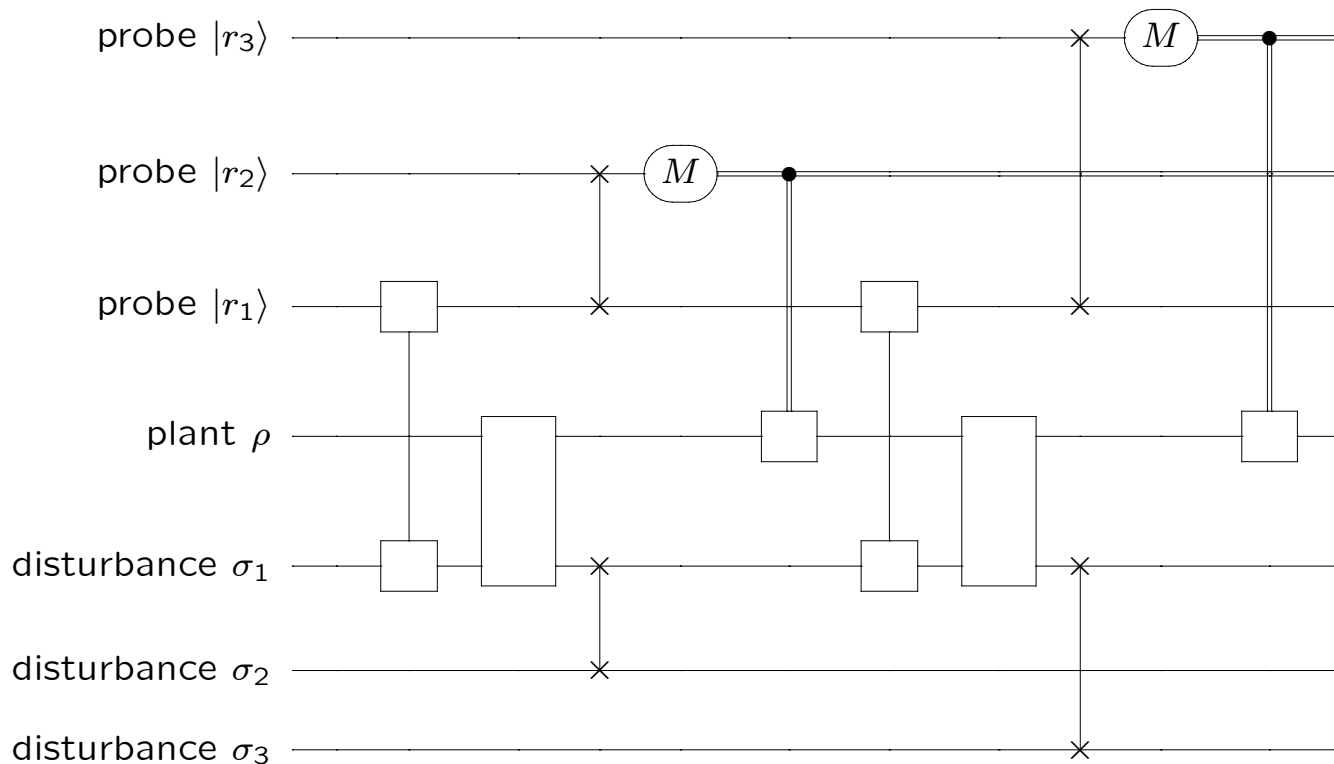 probe |r₃⟩ M
probe |r₂⟩ M
probe |r₁⟩
plant ρ
disturbance σ₁
disturbance σ₂
disturbance σ₃